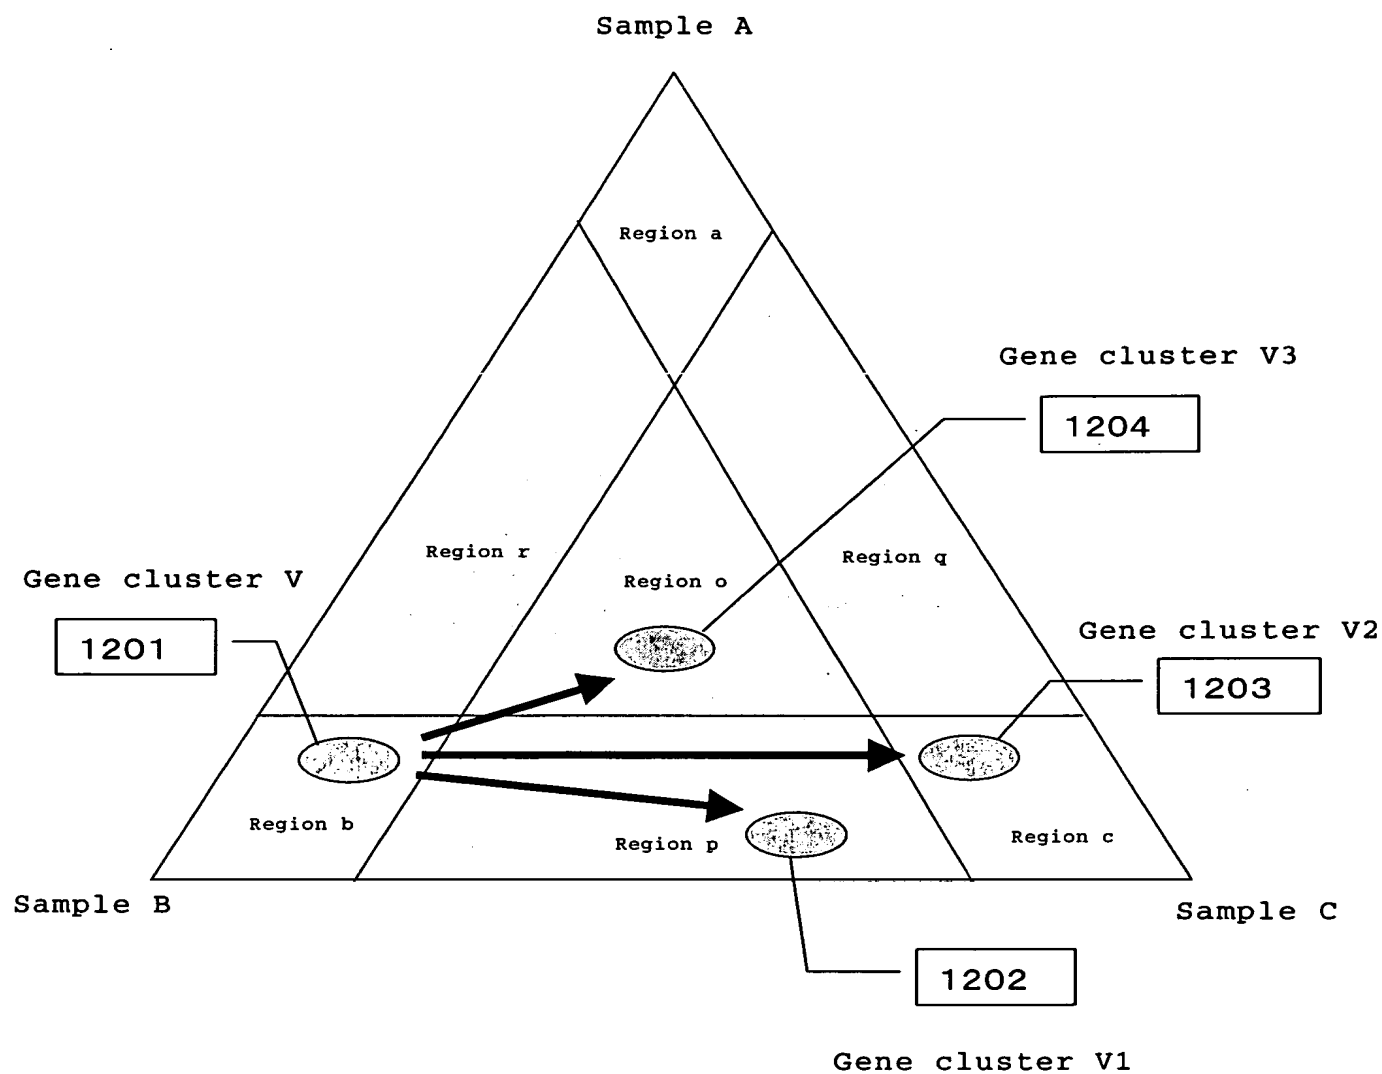 Sample A
Region a
Gene cluster V3
1204
Region r
Region q
Gene cluster V
Region o
1201
Gene cluster V2
1203
Region b
Region p
Region c
Sample B
Sample C
1202
Gene cluster V1